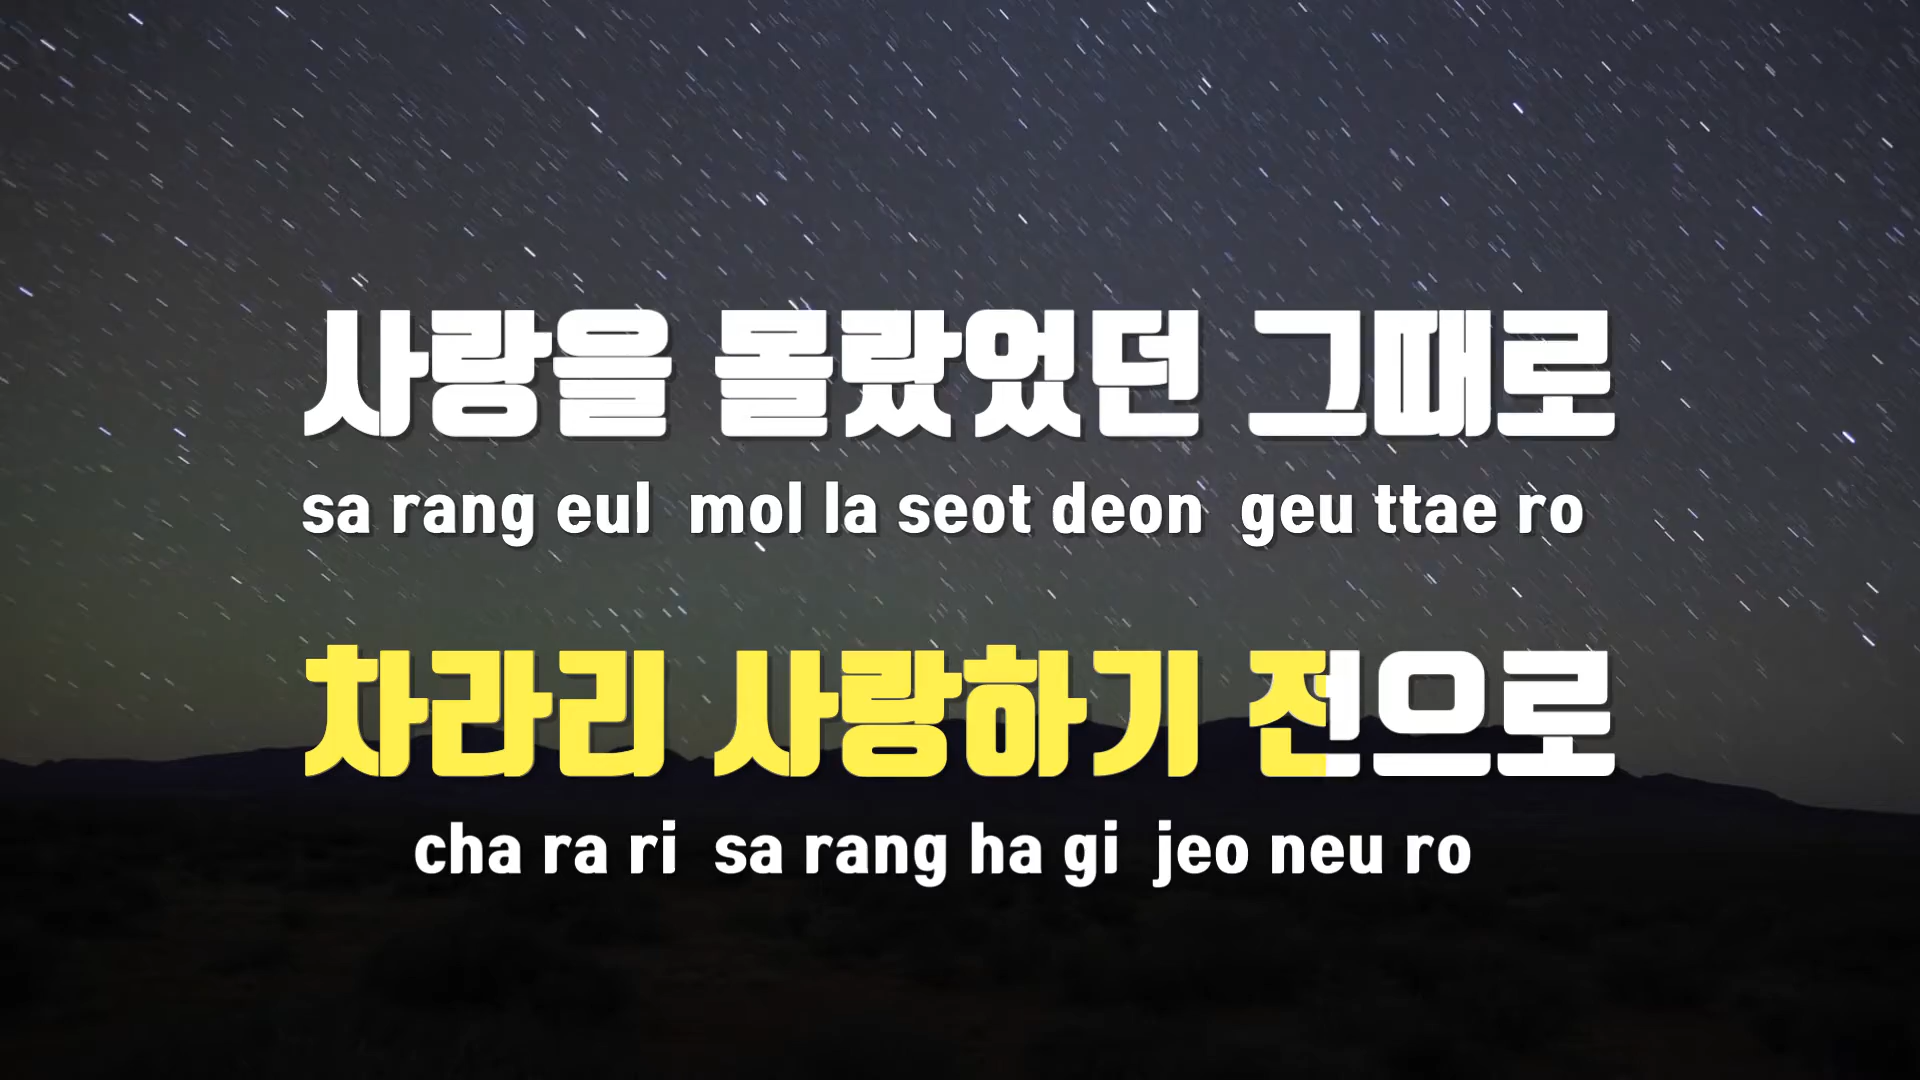 사랑을 몰랐었던 그때로
sa rang eul mol la seot deon geu ttae ro
차라리 사랑하기 전으로
cha ra ri sa rang ha gi jeo neu ro